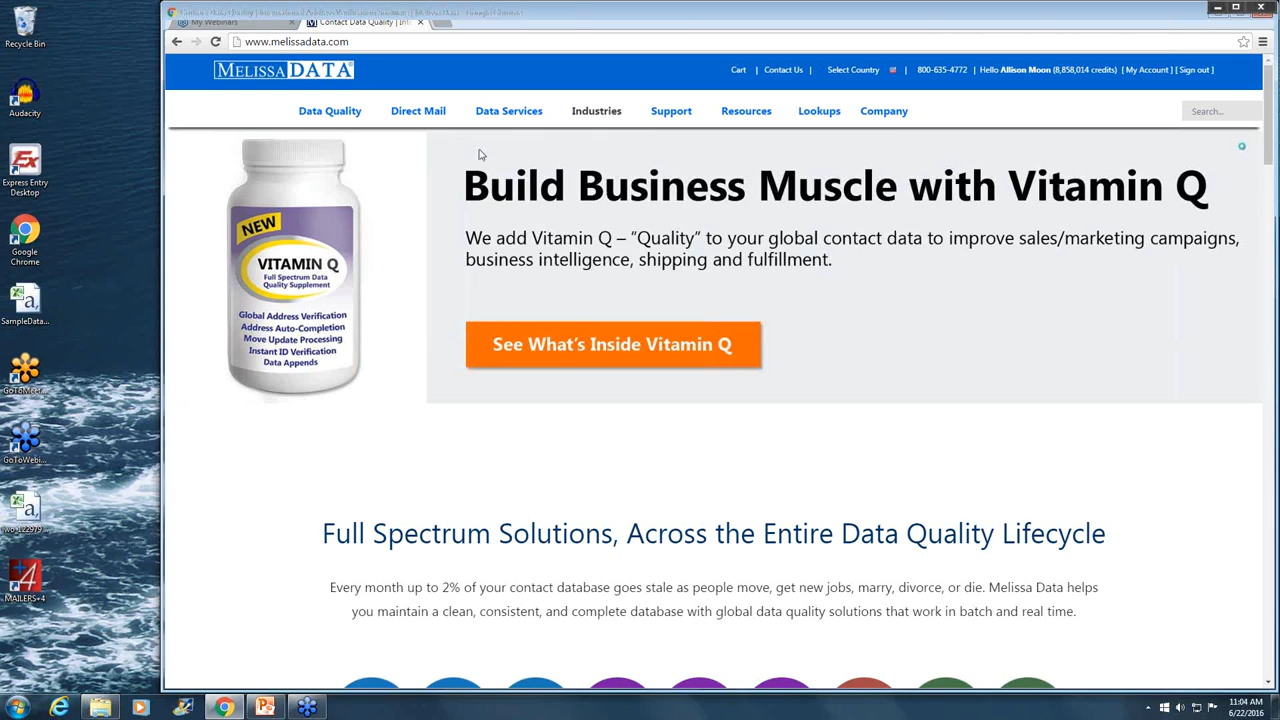 My Webinars
Contact Data Quality | Inf
www.melissadata.com
MELISSADATA
Cart | Contact Us | Select Country | 800-635-4772 | Hello Allison Moon (8,858,014 credits) [ My Account ] [ Sign out ]
Data Quality Direct Mail Data Services Industries Support Resources Lookups Company Search...
NEW
VITAMIN Q
Full Spectrum Data
Quality Supplement
Global Address Verification
Address Auto-Completion
Move Update Processing
Instant ID Verification
Data Appends
Build Business Muscle with Vitamin Q
We add Vitamin Q – "Quality" to your global contact data to improve sales/marketing campaigns,
business intelligence, shipping and fulfillment.
See What's Inside Vitamin Q
Full Spectrum Solutions, Across the Entire Data Quality Lifecycle
Every month up to 2% of your contact database goes stale as people move, get new jobs, marry, divorce, or die. Melissa Data helps
you maintain a clean, consistent, and complete database with global data quality solutions that work in batch and real time.
Recycle Bin
Audacity
Express Entry
Desktop
Google
Chrome
SampleData...
GoToMeet...
GoToWebi...
MAILERS+4
11:04 AM
6/22/2016